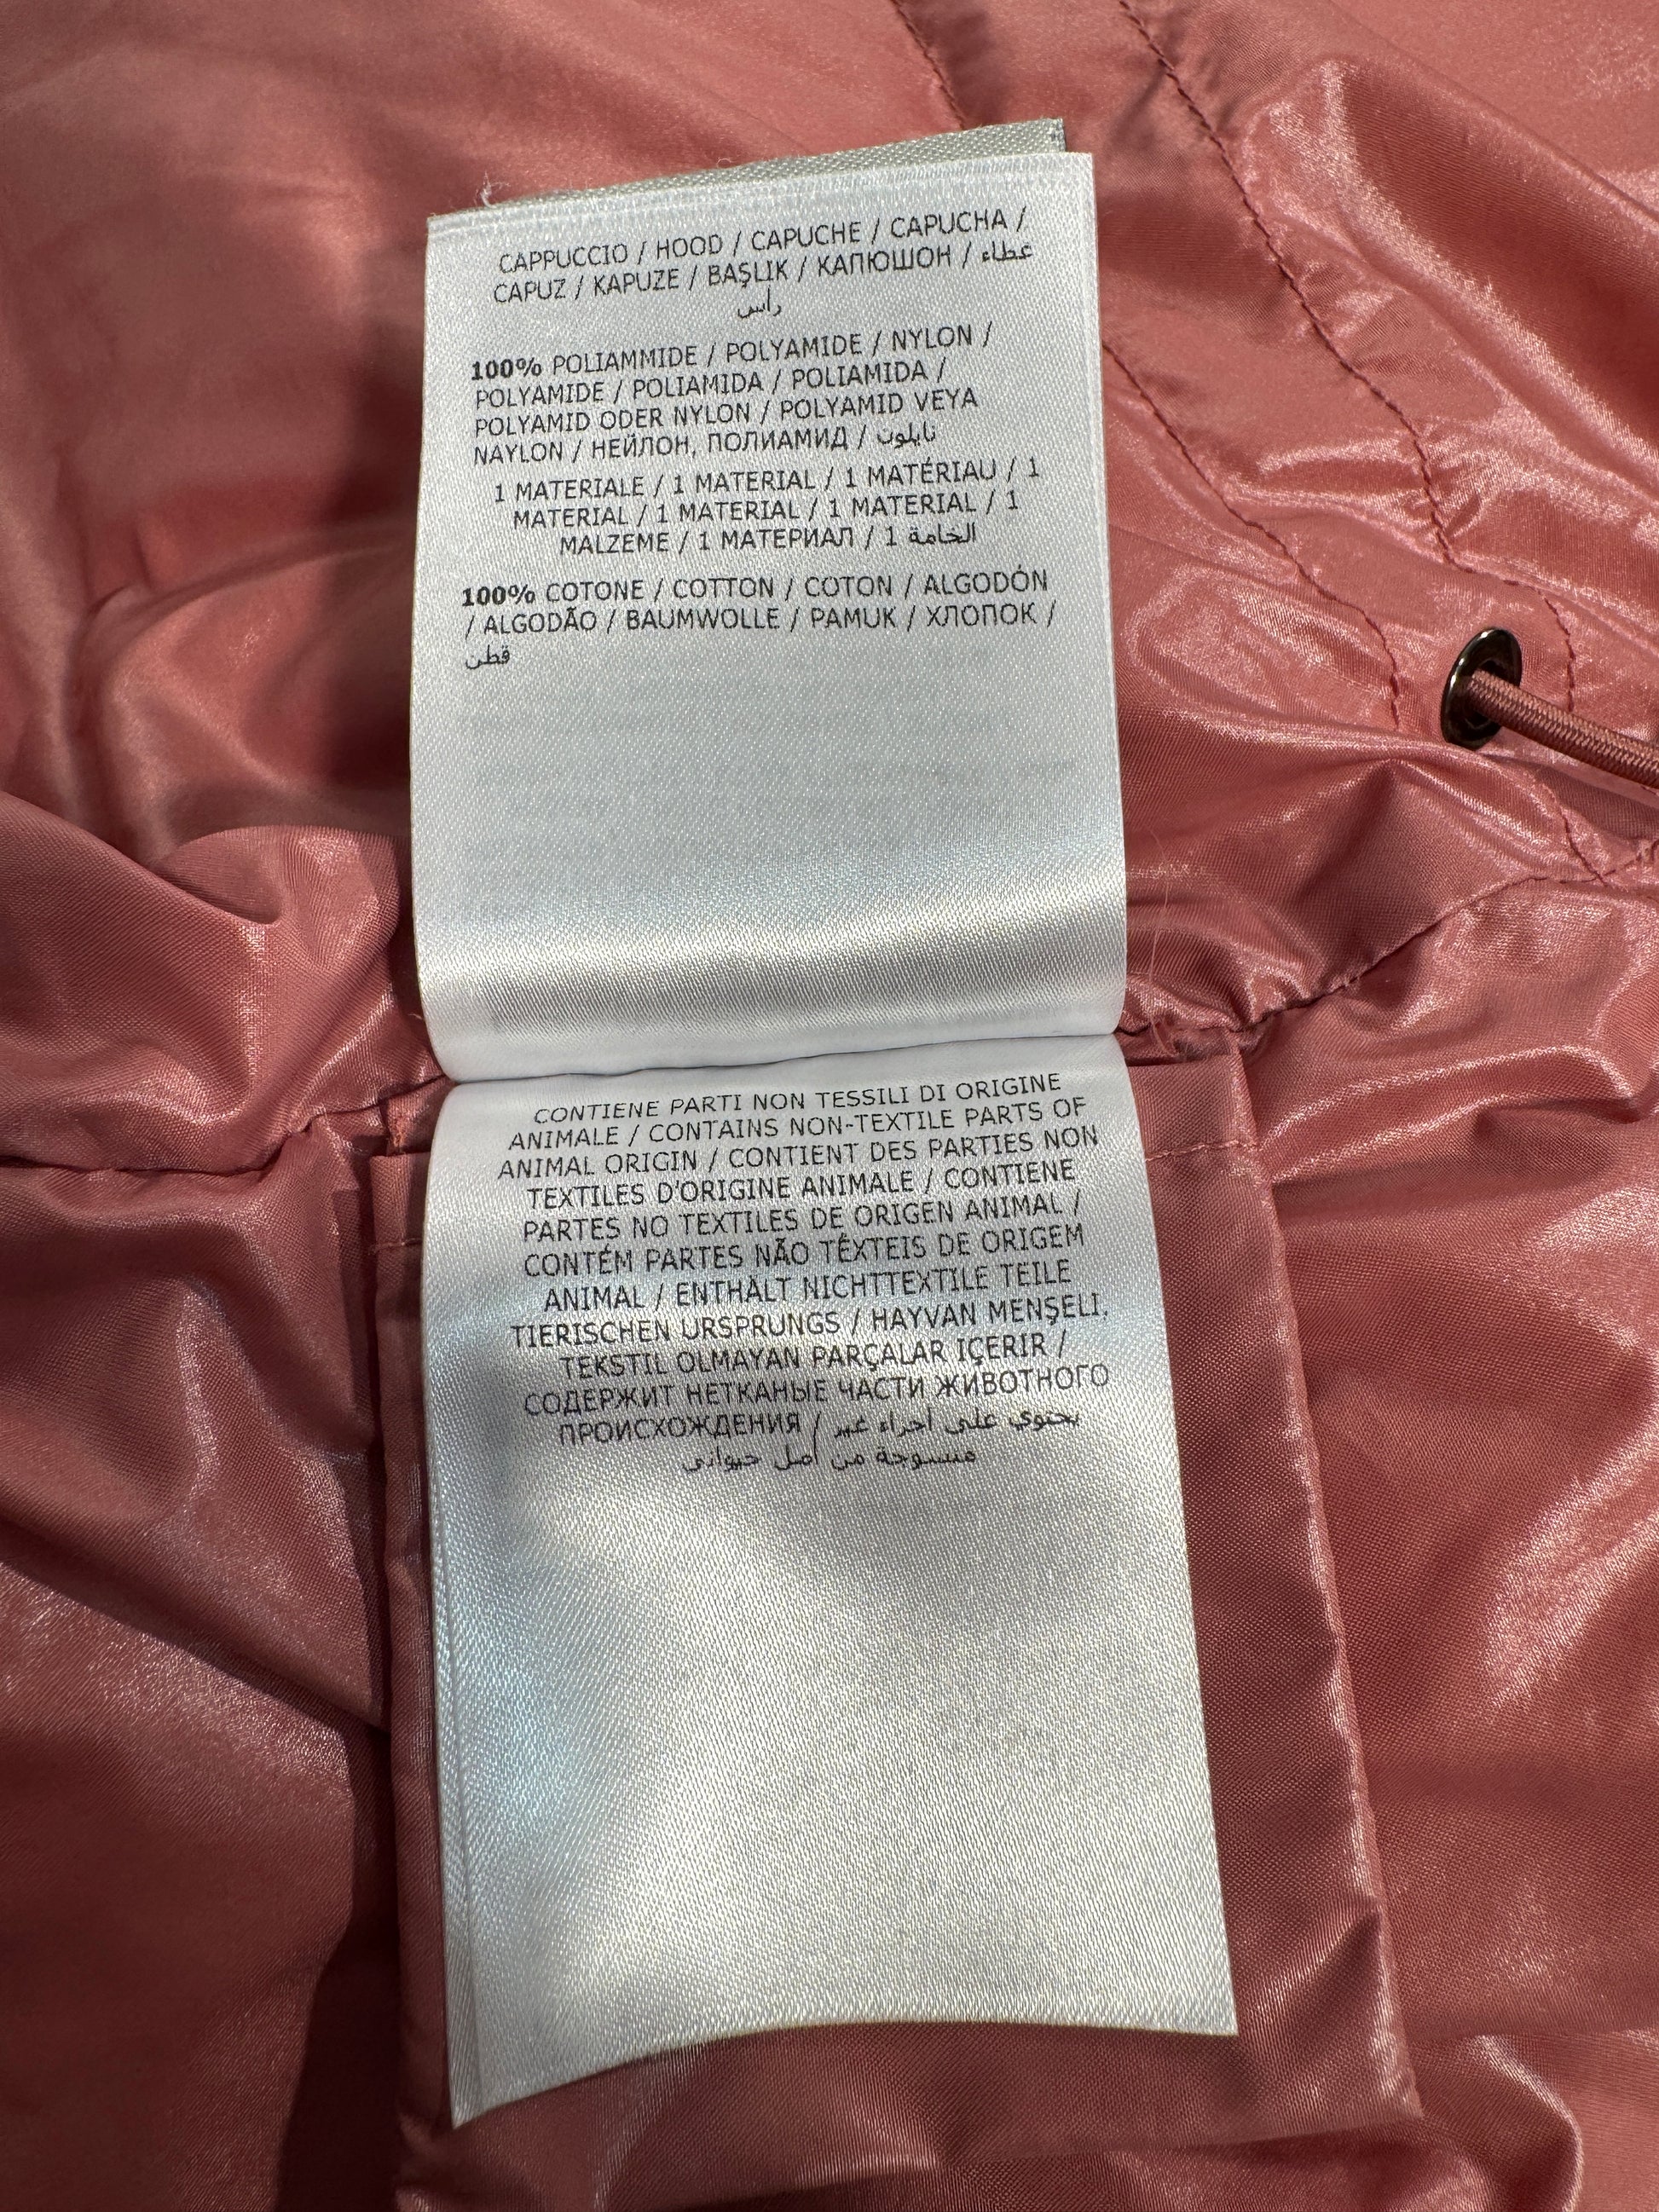 CAPPUCCIO / HOOD / CAPUCHE / CAPUCHA /
CAPUZ / KAPUZE / BAŞLIK / КАПЮШОН / غطاء
رأس
100% POLIAMMIDE / POLYAMIDE / NYLON /
POLYAMIDE / POLIAMIDA / POLIAMIDA /
POLYAMID ODER NYLON / POLYAMID VEYA
NAYLON / НЕЙЛОН, ПОЛИАМИД / نايلون
1 MATERIALE / 1 MATERIAL / 1 MATÉRIAU / 1
MATERIAL / 1 MATERIAL / 1 MATERIAL / 1
MALZEME / 1 МАТЕРИАЛ / 1 الخامة
100% COTONE / COTTON / COTON / ALGODÓN
/ ALGODÃO / BAUMWOLLE / PAMUK / ХЛОПОК /
قطن
CONTIENE PARTI NON TESSILI DI ORIGINE
ANIMALE / CONTAINS NON-TEXTILE PARTS OF
ANIMAL ORIGIN / CONTIENT DES PARTIES NON
TEXTILES D'ORIGINE ANIMALE / CONTIENE
PARTES NO TEXTILES DE ORIGEN ANIMAL /
CONTÉM PARTES NÃO TÊXTEIS DE ORIGEM
ANIMAL / ENTHÄLT NICHTTEXTILE TEILE
TIERISCHEN URSPRUNGS / HAYVAN MENŞELİ,
TEKSTİL OLMAYAN PARÇALAR İÇERİR /
СОДЕРЖИТ НЕТКАНЫЕ ЧАСТИ ЖИВОТНОГО
ПРОИСХОЖДЕНИЯ / يحتوي على أجزاء غير
منسوجة من أصل حيواني